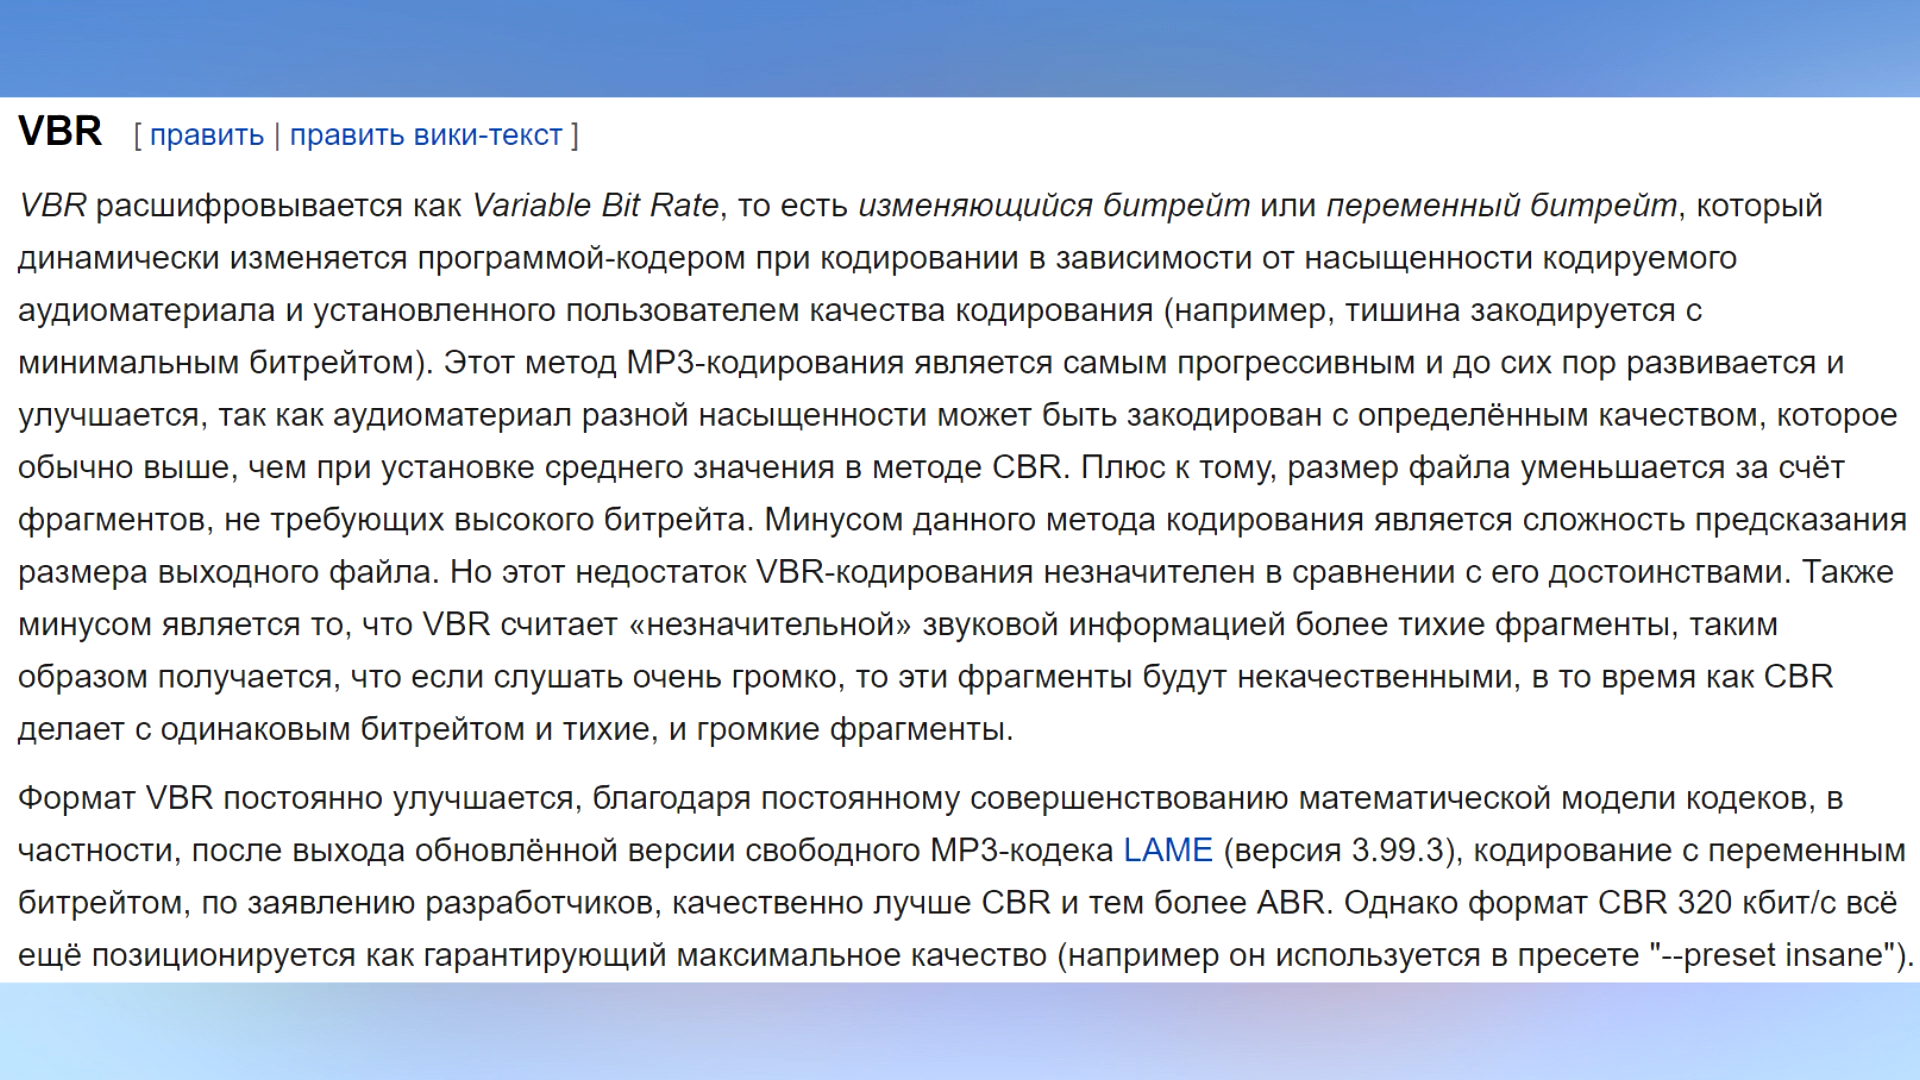 VBR [ править | править вики-текст ]
VBR расшифровывается как Variable Bit Rate, то есть изменяющийся битрейт или переменный битрейт, который
динамически изменяется программой-кодером при кодировании в зависимости от насыщенности кодируемого
аудиоматериала и установленного пользователем качества кодирования (например, тишина закодируется с
минимальным битрейтом). Этот метод MP3-кодирования является самым прогрессивным и до сих пор развивается и
улучшается, так как аудиоматериал разной насыщенности может быть закодирован с определённым качеством, которое
обычно выше, чем при установке среднего значения в методе CBR. Плюс к тому, размер файла уменьшается за счёт
фрагментов, не требующих высокого битрейта. Минусом данного метода кодирования является сложность предсказания
размера выходного файла. Но этот недостаток VBR-кодирования незначителен в сравнении с его достоинствами. Также
минусом является то, что VBR считает «незначительной» звуковой информацией более тихие фрагменты, таким
образом получается, что если слушать очень громко, то эти фрагменты будут некачественными, в то время как CBR
делает с одинаковым битрейтом и тихие, и громкие фрагменты.
Формат VBR постоянно улучшается, благодаря постоянному совершенствованию математической модели кодеков, в
частности, после выхода обновлённой версии свободного MP3-кодека LAME (версия 3.99.3), кодирование с переменным
битрейтом, по заявлению разработчиков, качественно лучше CBR и тем более ABR. Однако формат CBR 320 кбит/с всё
ещё позиционируется как гарантирующий максимальное качество (например он используется в пресете "--preset insane").